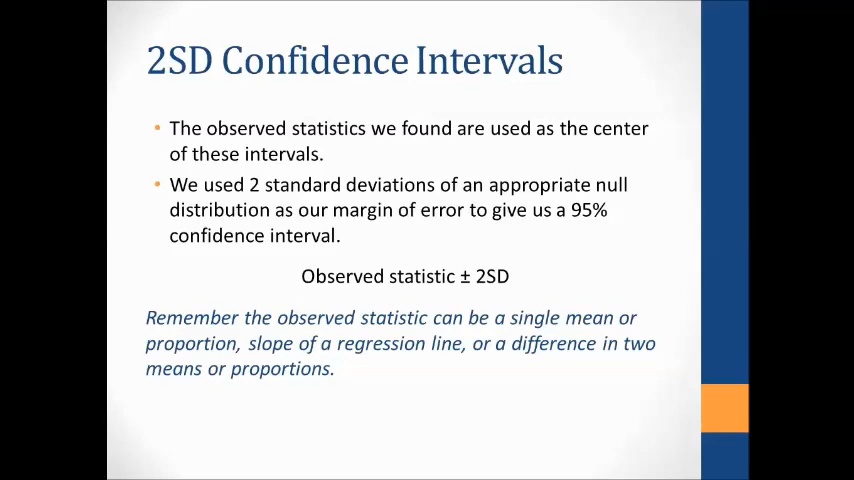 2SD Confidence Intervals
• The observed statistics we found are used as the center
of these intervals.
• We used 2 standard deviations of an appropriate null
distribution as our margin of error to give us a 95%
confidence interval.
Observed statistic ± 2SD
Remember the observed statistic can be a single mean or
proportion, slope of a regression line, or a difference in two
means or proportions.